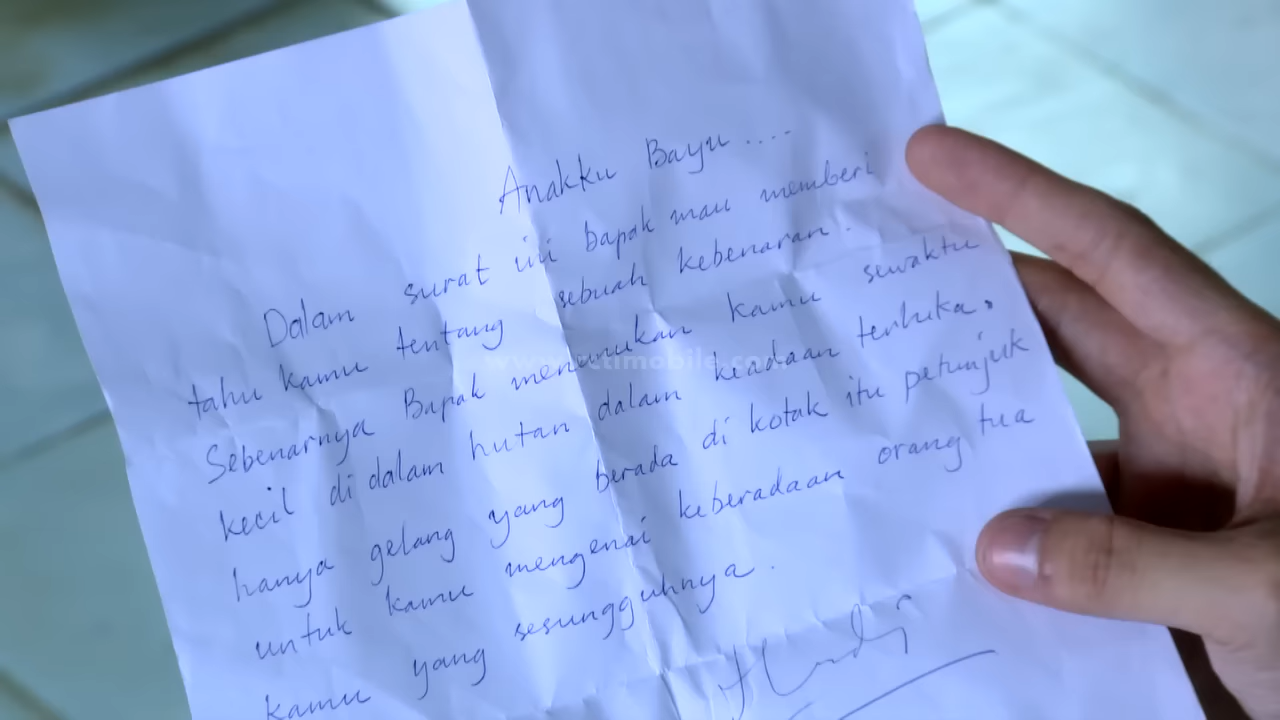 Anakku Bayu ....
Dalam surat ini bapak mau memberi
tahu kamu tentang sebuah kebenaran.
Sebenarnya Bapak menemukan kamu sewaktu
kecil di dalam hutan dalam keadaan terluka.
hanya gelang yang berada di kotak itu petunjuk
untuk kamu mengenai keberadaan orang tua
kamu yang sesungguhnya.